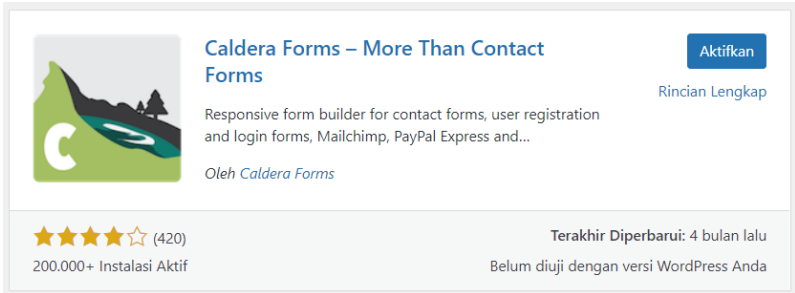 Caldera Forms – More Than Contact
Forms
Aktifkan
Rincian Lengkap
Responsive form builder for contact forms, user registration
and login forms, Mailchimp, PayPal Express and...
Oleh Caldera Forms
C
(420)
200.000+ Instalasi Aktif
Terakhir Diperbarui: 4 bulan lalu
Belum diuji dengan versi WordPress Anda